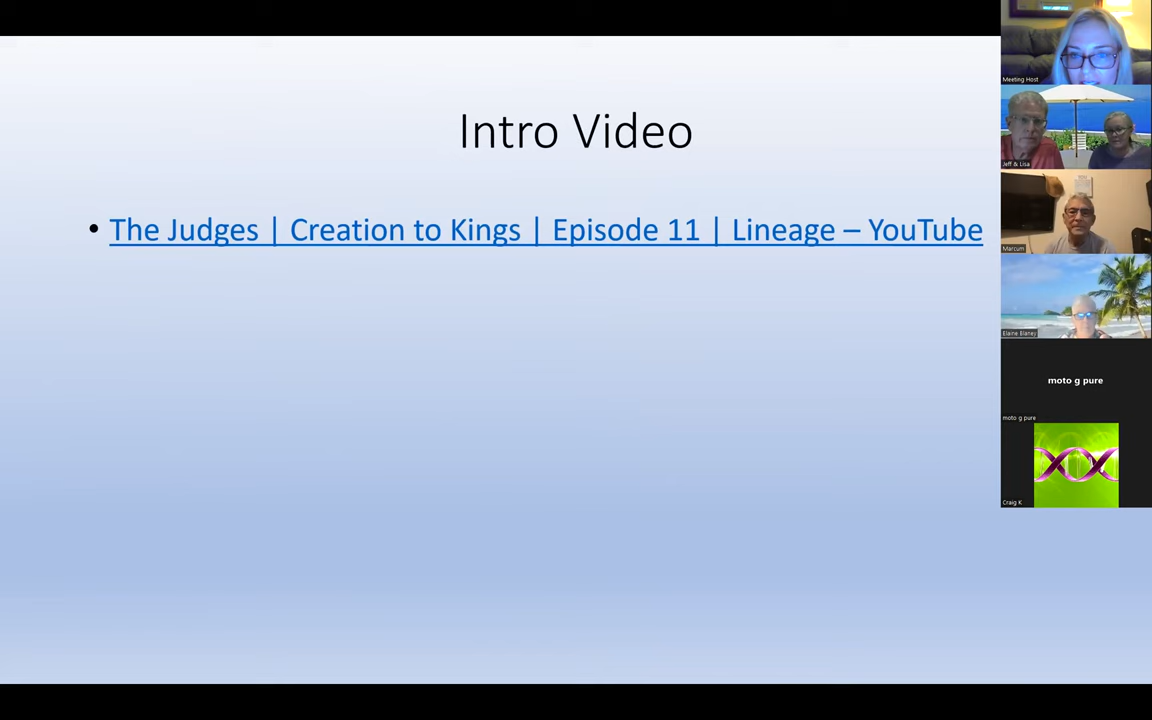 Intro Video
• The Judges | Creation to Kings | Episode 11 | Lineage – YouTube
Meeting Host
Jeff & Lisa
Marcum
Elaine Blaney
moto g pure
moto g pure
Craig K